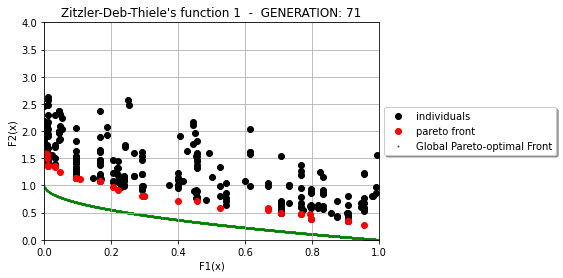 Zitzler-Deb-Thiele's function 1 - GENERATION: 71
4.0
3.5
3.0
2.5
2.0
1.5
1.0
0.5
0.0
F2(x)
0.0 0.2 0.4 0.6 0.8 1.0
F1(x)
individuals
pareto front
Global Pareto-optimal Front